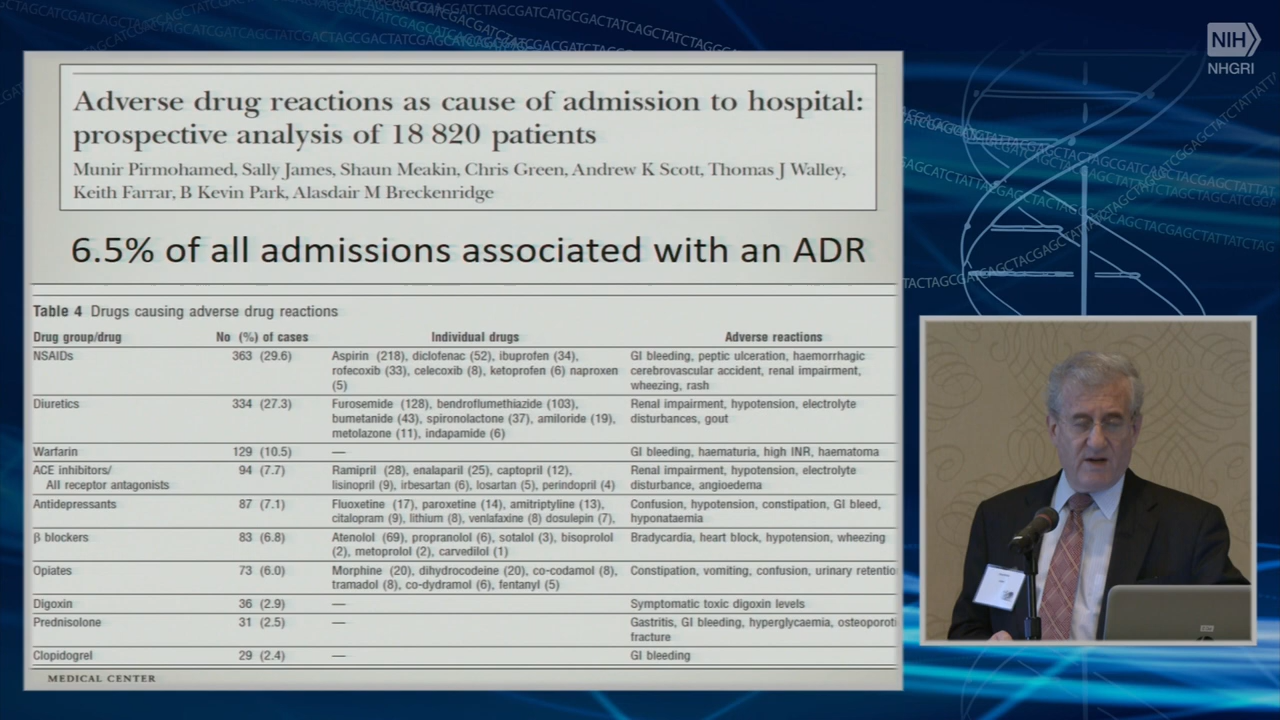 NIH
NHGRI
Adverse drug reactions as cause of admission to hospital:
prospective analysis of 18 820 patients
Munir Pirmohamed, Sally James, Shaun Meakin, Chris Green, Andrew K Scott, Thomas J Walley,
Keith Farrar, B Kevin Park, Alasdair M Breckenridge
6.5% of all admissions associated with an ADR
Table 4 Drugs causing adverse drug reactions
Drug group/drug No (%) of cases Individual drugs Adverse reactions
NSAIDs 363 (29.6) Aspirin (218), diclofenac (52), ibuprofen (34), GI bleeding, peptic ulceration, haemorrhagic
rofecoxib (33), celecoxib (8), ketoprofen (6) naproxen cerebrovascular accident, renal impairment,
(5) wheezing, rash
Diuretics 334 (27.3) Furosemide (128), bendroflumethiazide (103), Renal impairment, hypotension, electrolyte
bumetanide (43), spironolactone (37), amiloride (19), disturbances, gout
metolazone (11), indapamide (6)
Warfarin 129 (10.5) — GI bleeding, haematuria, high INR, haematoma
ACE inhibitors/ 94 (7.7) Ramipril (28), enalaparil (25), captopril (12), Renal impairment, hypotension, electrolyte
AII receptor antagonists lisinopril (9), irbesartan (6), losartan (5), perindopril (4) disturbance, angioedema
Antidepressants 87 (7.1) Fluoxetine (17), paroxetine (14), amitriptyline (13), Confusion, hypotension, constipation, GI bleed,
citalopram (9), lithium (8), venlafaxine (8) dosulepin (7), hyponataemia
β blockers 83 (6.8) Atenolol (69), propranolol (6), sotalol (3), bisoprolol Bradycardia, heart block, hypotension, wheezing
(2), metoprolol (2), carvedilol (1)
Opiates 73 (6.0) Morphine (20), dihydrocodeine (20), co-codamol (8), Constipation, vomiting, confusion, urinary retentio
tramadol (8), co-dydramol (6), fentanyl (5)
Digoxin 36 (2.9) — Symptomatic toxic digoxin levels
Prednisolone 31 (2.5) — Gastritis, GI bleeding, hyperglycaemia, osteoporoti
fracture
Clopidogrel 29 (2.4) — GI bleeding
MEDICAL CENTER